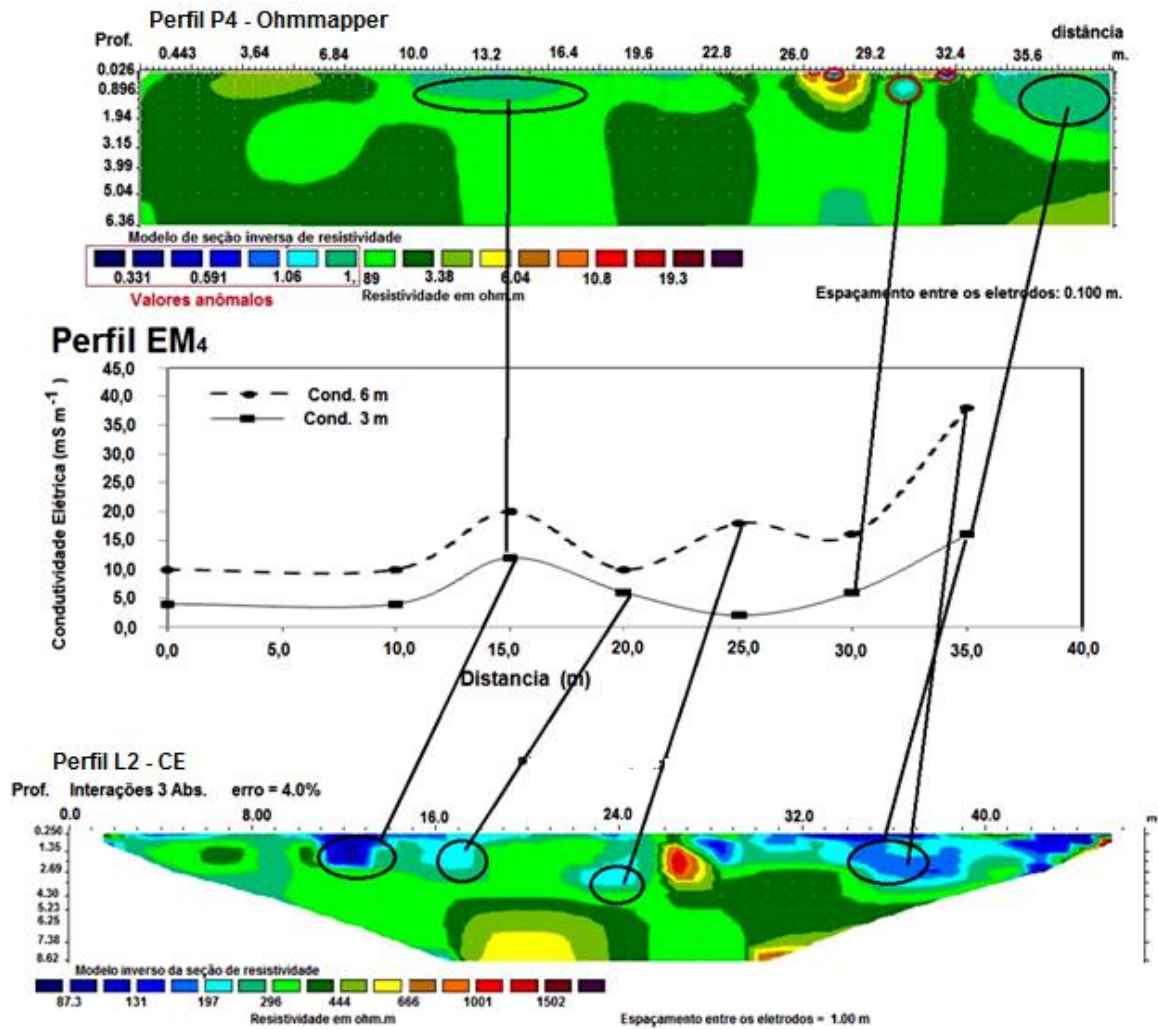 Perfil P4 - Ohmmapper
distância
Prof. 0.443 3.64 6.84 10.0 13.2 16.4 19.6 22.8 26.0 29.2 32.4 35.6 m.
0.026
0.896
1.94
3.15
3.99
5.04
6.36
Modelo de seção inversa de resistividade
0.331 0.591 1.06 1, 89 3.38 6.04 10.8 19.3
Valores anômalos
Resistividade em ohm.m
Espaçamento entre os eletrodos: 0.100 m.
Perfil EM4
Condutividade Elétrica (mS m-1)
45,0
40,0
35,0
30,0
25,0
20,0
15,0
10,0
5,0
0,0
Cond. 6 m
Cond. 3 m
0,0 5,0 10,0 15,0 20,0 25,0 30,0 35,0 40,0
Distancia (m)
Perfil L2 - CE
Prof. Interações 3 Abs. erro = 4.0%
0.0 8.00 16.0 24.0 32.0 40.0 m
0.250
1.35
2.69
4.30
5.23
6.25
7.38
8.62
Modelo inverso da seção de resistividade
87.3 131 197 296 444 666 1001 1502
Resistividade em ohm.m
Espaçamento entre os eletrodos = 1.00 m